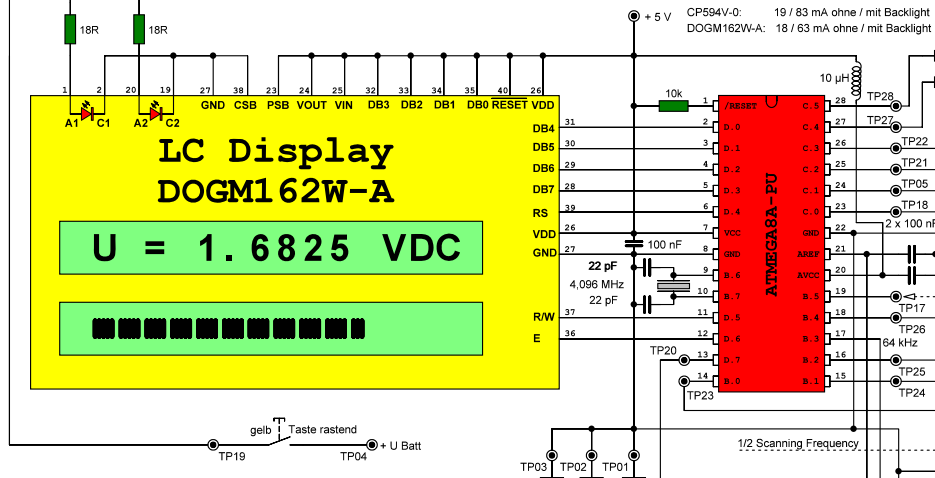 CP594V-0: 19 / 83 mA ohne / mit Backlight
+ 5 V
DOGM162W-A: 18 / 63 mA ohne / mit Backlight
18R 18R
10 µH
1 2 20 19 27 38 23 24 25 32 33 34 35 40 26
GND CSB PSB VOUT VIN DB3 DB2 DB1 DB0 RESET VDD
A1 C1 A2 C2
10k
1 /RESET C.5 28 TP28
DB4 31 2 D.0 C.4 27 TP27
DB5 30 3 D.1 C.3 26 TP22
DB6 29 4 D.2 C.2 25 TP21
DB7 28 5 D.3 C.1 24 TP05
RS 39 6 D.4 C.0 23 TP18
VDD 26 7 VCC GND 22 2 x 100 nF
GND 27 100 nF 8 GND AREF 21
LC Display
DOGM162W-A
U = 1.6825 VDC
ATMEGA8A-PU
22 pF 9 B.6 AVCC 20
4,096 MHz
22 pF 10 B.7 B.5 19 TP17
R/W 37 11 D.5 B.4 18 TP26
E 36 12 D.6 B.3 17 64 kHz
TP20 13 D.7 B.2 16 TP25
14 B.0 B.1 15 TP24
TP23
gelb Taste rastend
TP19 TP04 + U Batt
1/2 Scanning Frequency
TP03 TP02 TP01